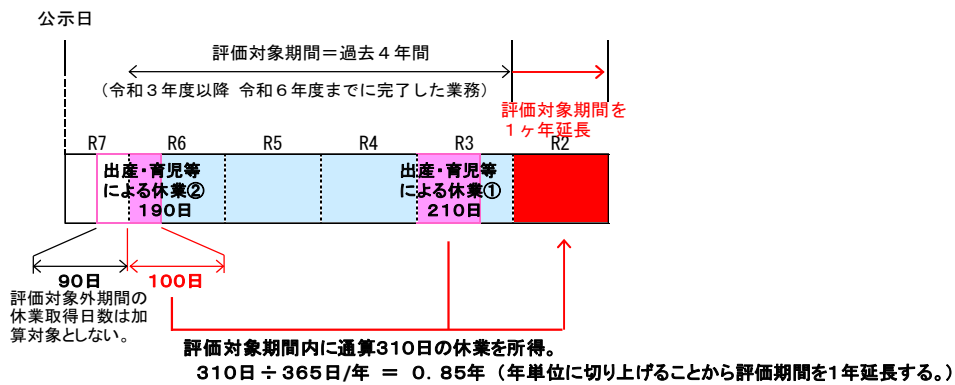 公示日
評価対象期間＝過去４年間
（令和３年度以降 令和６年度までに完了した業務）
評価対象期間を
１ヶ年延長
R7
R6
R5
R4
R3
R2
出産・育児等
による休業②
190日
出産・育児等
による休業①
210日
90日
100日
評価対象外期間の
休業取得日数は加
算対象としない。
評価対象期間内に通算310日の休業を所得。
310日÷365日/年 ＝ 0．85年（年単位に切り上げることから評価期間を1年延長する。）